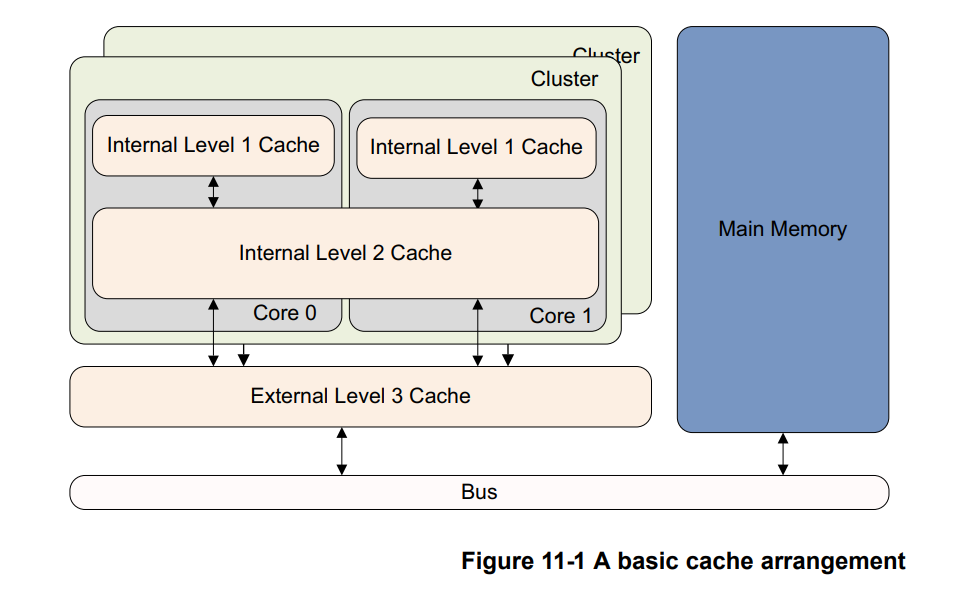 Cluster
Cluster
Internal Level 1 Cache
Internal Level 1 Cache
Main Memory
Internal Level 2 Cache
Core 0
Core 1
External Level 3 Cache
Bus
Figure 11-1 A basic cache arrangement